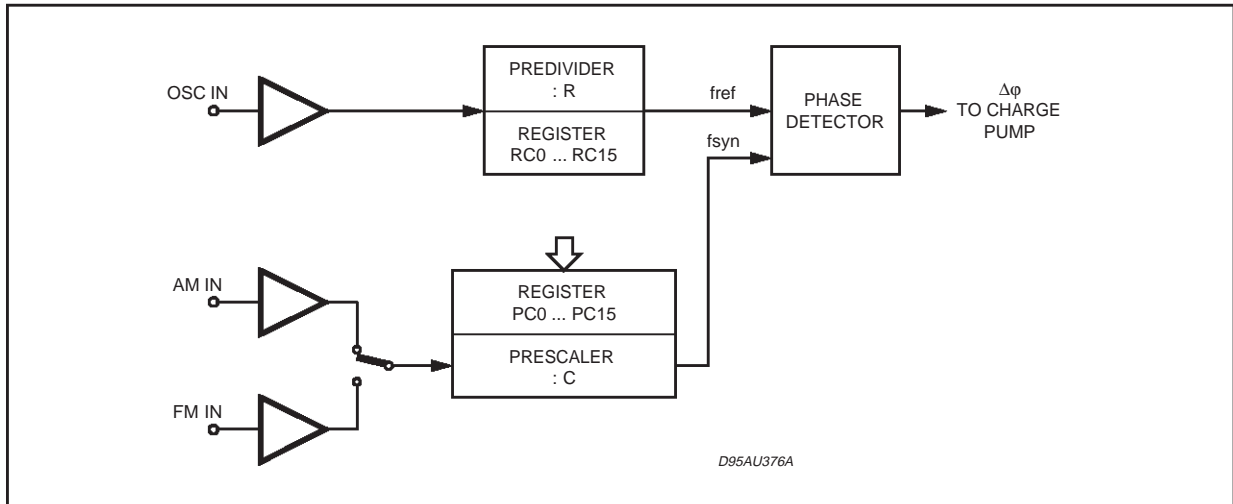 OSC IN
PREDIVIDER
: R
REGISTER
RC0 ... RC15
fref
fsyn
PHASE
DETECTOR
Δφ
TO CHARGE
PUMP
AM IN
FM IN
REGISTER
PC0 ... PC15
PRESCALER
: C
D95AU376A